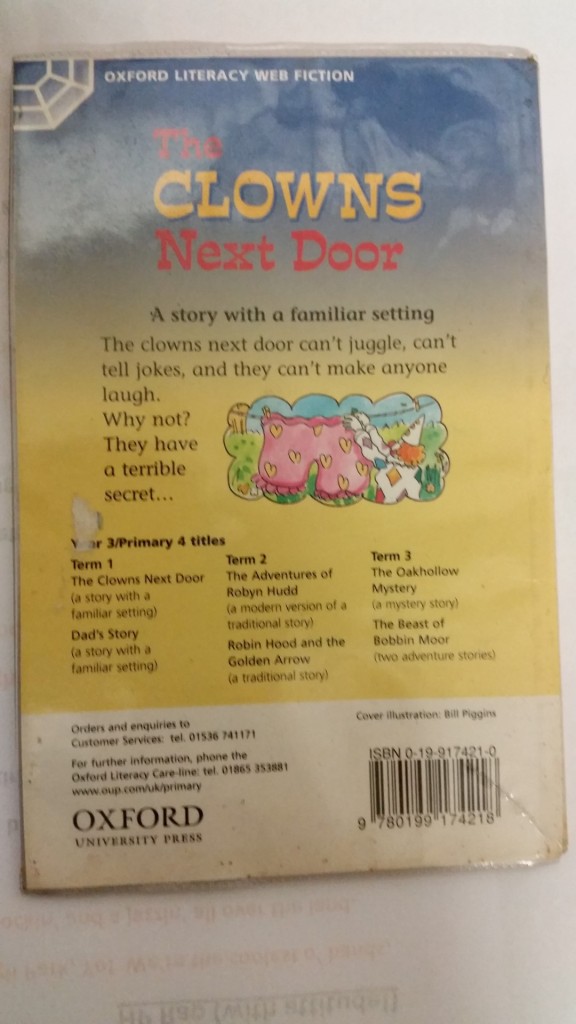 OXFORD LITERACY WEB FICTION
The
CLOWNS
Next Door
A story with a familiar setting
The clowns next door can't juggle, can't
tell jokes, and they can't make anyone
laugh.
Why not?
They have
a terrible
secret...
Year 3/Primary 4 titles
Term 1
The Clowns Next Door
(a story with a
familiar setting)
Dad's Story
(a story with a
familiar setting)
Term 2
The Adventures of
Robyn Hudd
(a modern version of a
traditional story)
Robin Hood and the
Golden Arrow
(a traditional story)
Term 3
The Oakhollow
Mystery
(a mystery story)
The Beast of
Bobbin Moor
(two adventure stories)
Orders and enquiries to
Customer Services: tel. 01536 741171
For further information, phone the
Oxford Literacy Care-line: tel. 01865 353881
www.oup.com/uk/primary
OXFORD
UNIVERSITY PRESS
Cover illustration: Bill Piggins
ISBN 0-19-917421-0
9 780199 174218